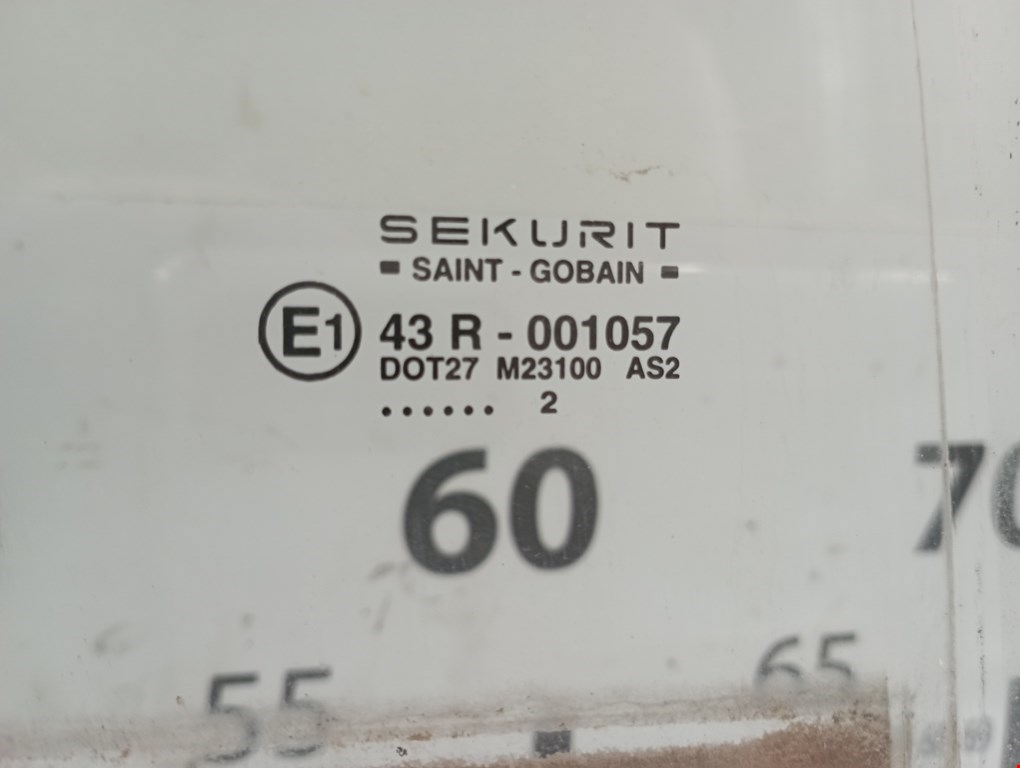 SEKURIT
SAINT - GOBAIN
E1 43 R - 001057
DOT27 M23100 AS2
...... 2
60 70
55 65